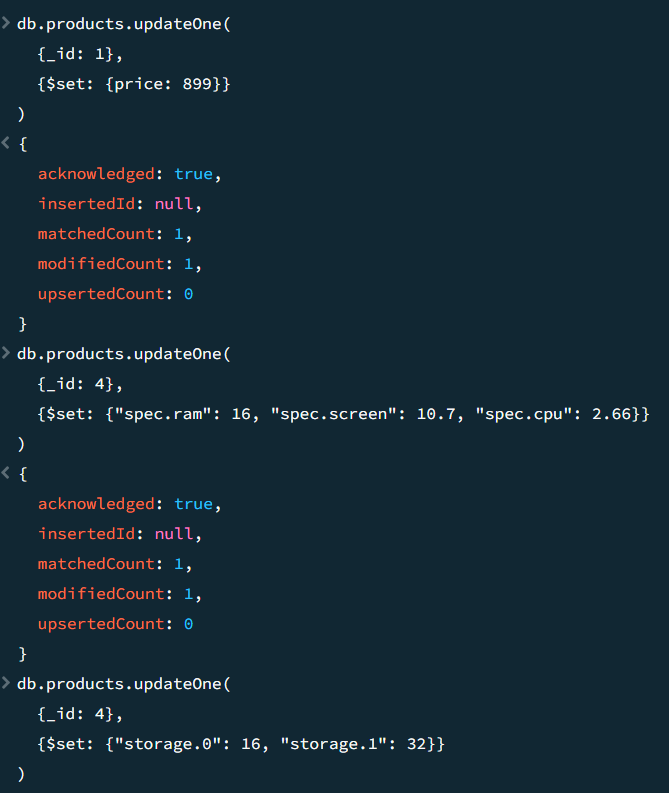 > db.products.updateOne(
{_id: 1},
{$set: {price: 899}}
)
< {
acknowledged: true,
insertedId: null,
matchedCount: 1,
modifiedCount: 1,
upsertedCount: 0
}
> db.products.updateOne(
{_id: 4},
{$set: {"spec.ram": 16, "spec.screen": 10.7, "spec.cpu": 2.66}}
)
< {
acknowledged: true,
insertedId: null,
matchedCount: 1,
modifiedCount: 1,
upsertedCount: 0
}
> db.products.updateOne(
{_id: 4},
{$set: {"storage.0": 16, "storage.1": 32}}
)